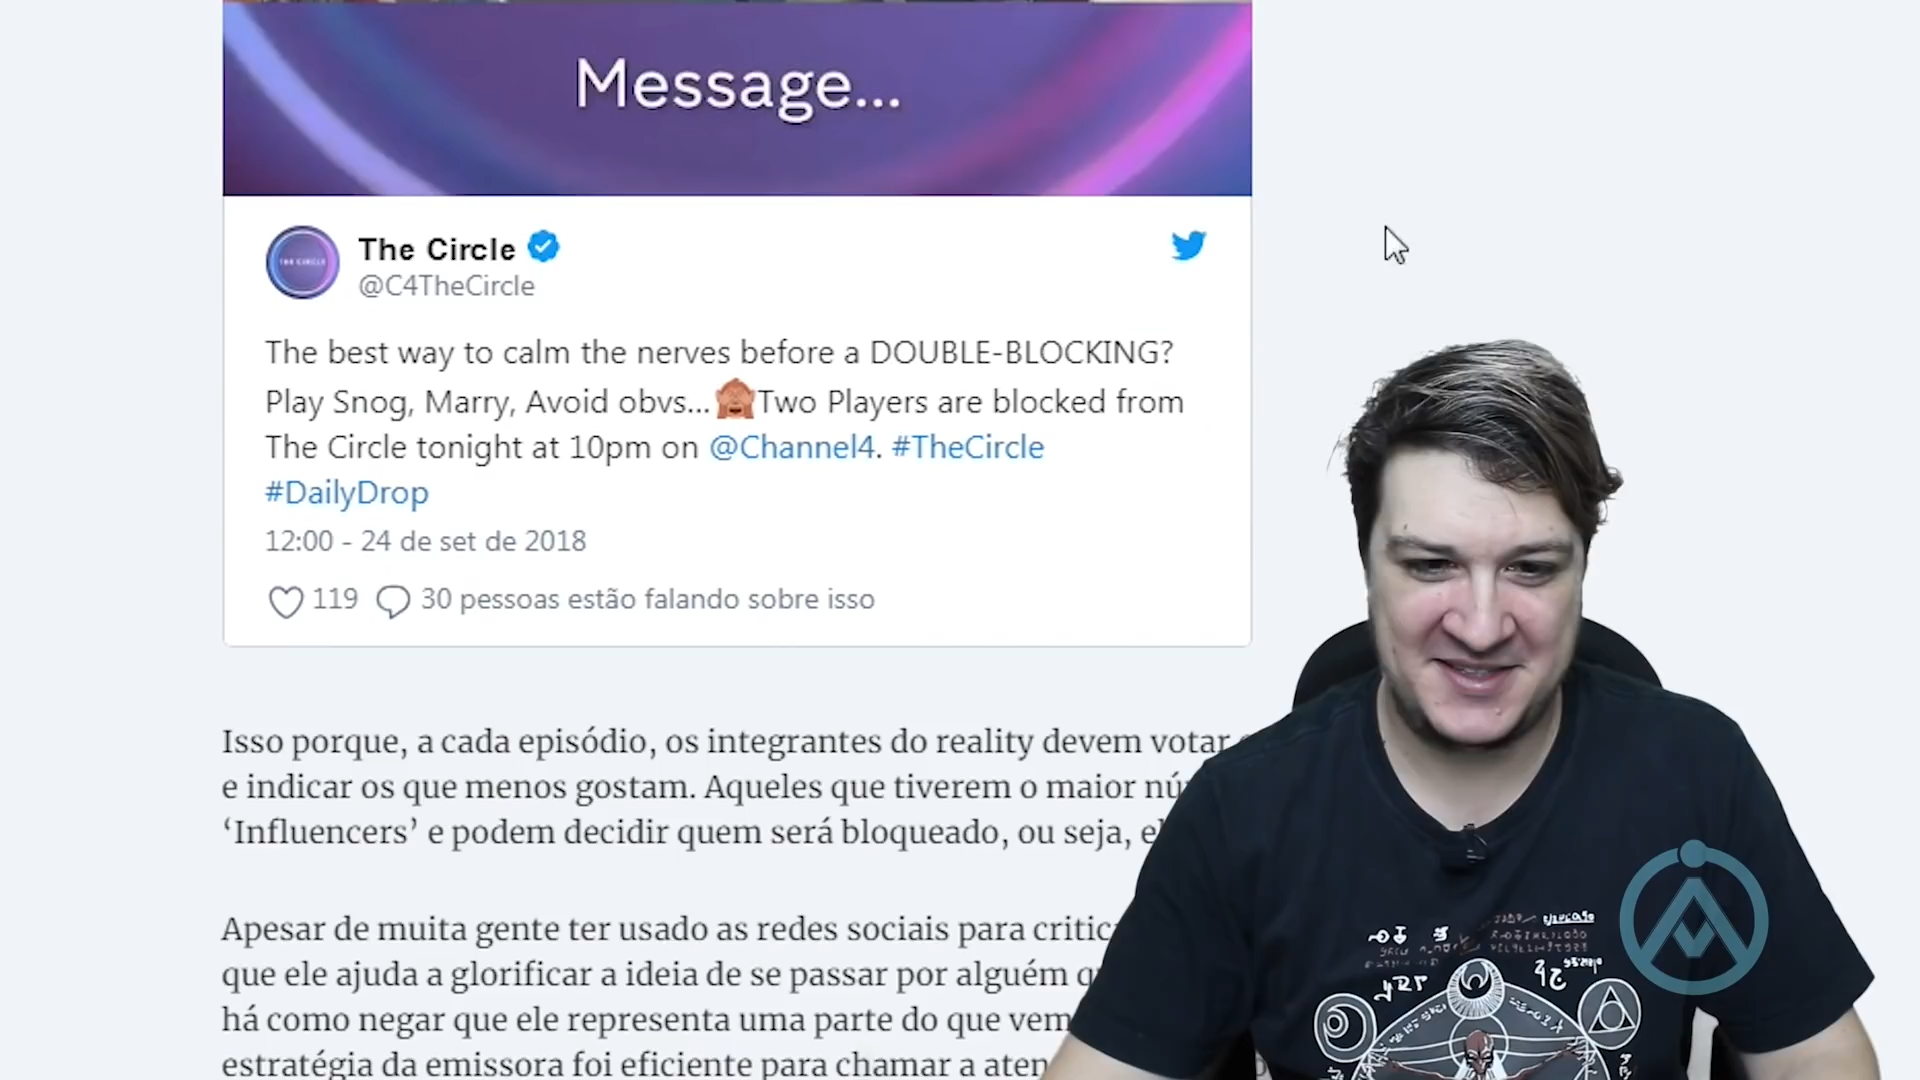 Message...
THE CIRCLE
The Circle
@C4TheCircle
The best way to calm the nerves before a DOUBLE-BLOCKING?
Play Snog, Marry, Avoid obvs...🙈Two Players are blocked from
The Circle tonight at 10pm on @Channel4. #TheCircle
#DailyDrop
12:00 - 24 de set de 2018
119 30 pessoas estão falando sobre isso
Isso porque, a cada episódio, os integrantes do reality devem votar
e indicar os que menos gostam. Aqueles que tiverem o maior
‘Influencers’ e podem decidir quem será bloqueado, ou seja,
Apesar de muita gente ter usado as redes sociais para
que ele ajuda a glorificar a ideia de se passar por alguém
há como negar que ele representa uma parte do que vem
estratégia da emissora foi eficiente para chamar a